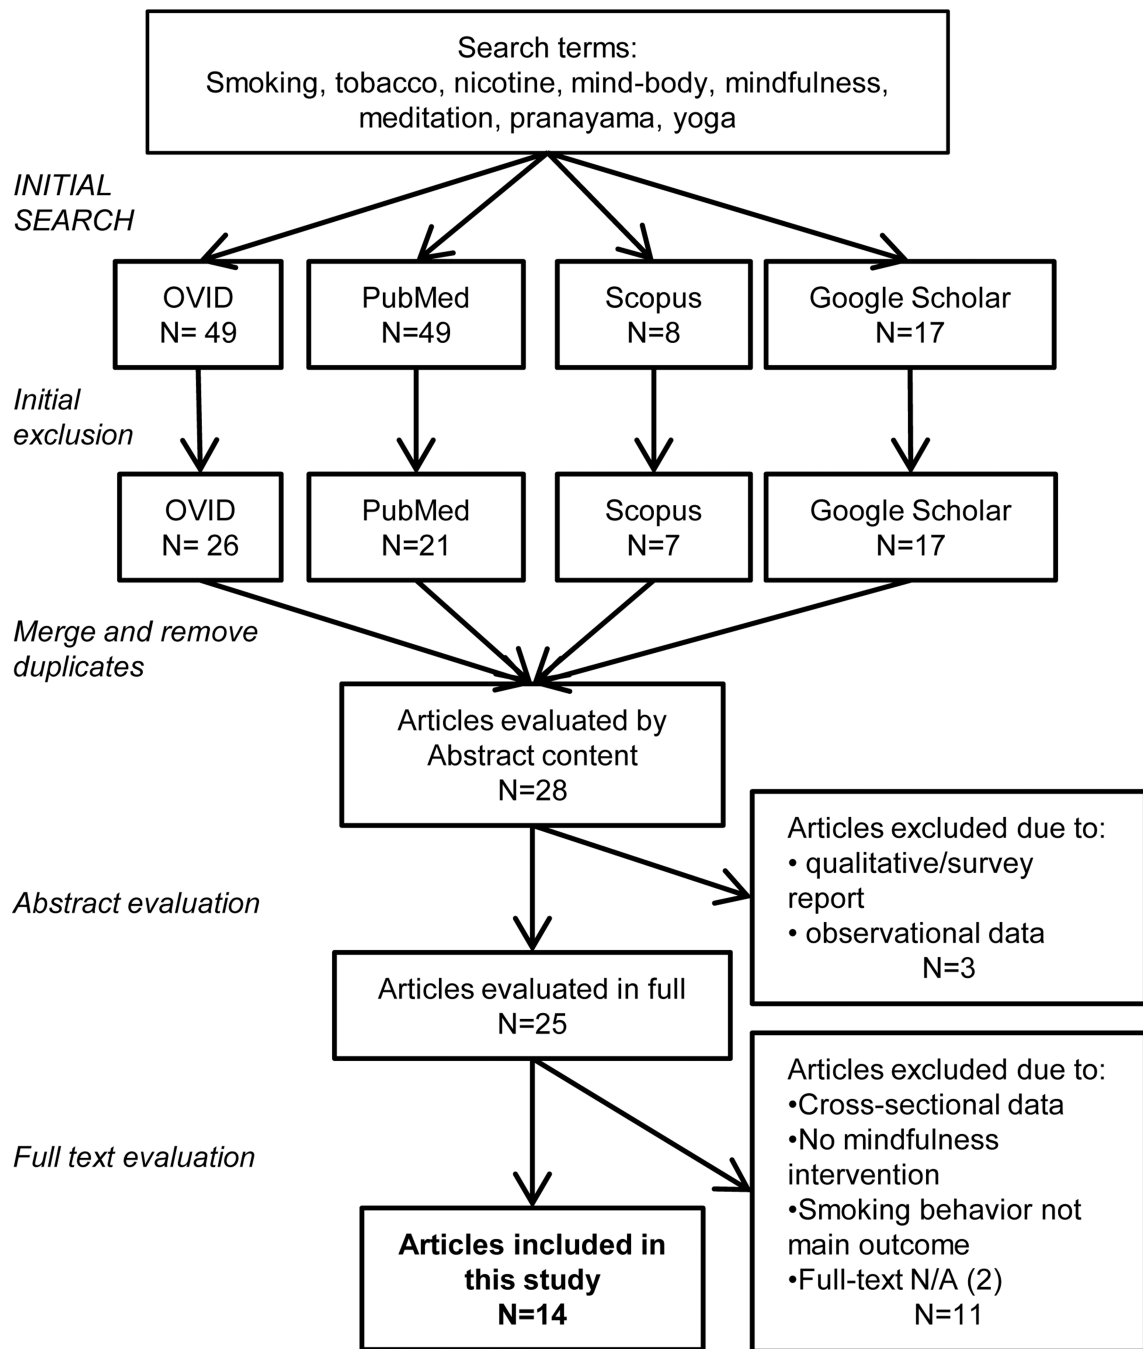 Search terms:
Smoking, tobacco, nicotine, mind-body, mindfulness,
meditation, pranayama, yoga
INITIAL
SEARCH
OVID
N= 49
PubMed
N=49
Scopus
N=8
Google Scholar
N=17
Initial
exclusion
OVID
N= 26
PubMed
N=21
Scopus
N=7
Google Scholar
N=17
Merge and remove
duplicates
Articles evaluated by
Abstract content
N=28
Articles excluded due to:
• qualitative/survey
report
• observational data
N=3
Abstract evaluation
Articles evaluated in full
N=25
Articles excluded due to:
•Cross-sectional data
•No mindfulness
intervention
•Smoking behavior not
main outcome
•Full-text N/A (2)
N=11
Full text evaluation
Articles included in
this study
N=14